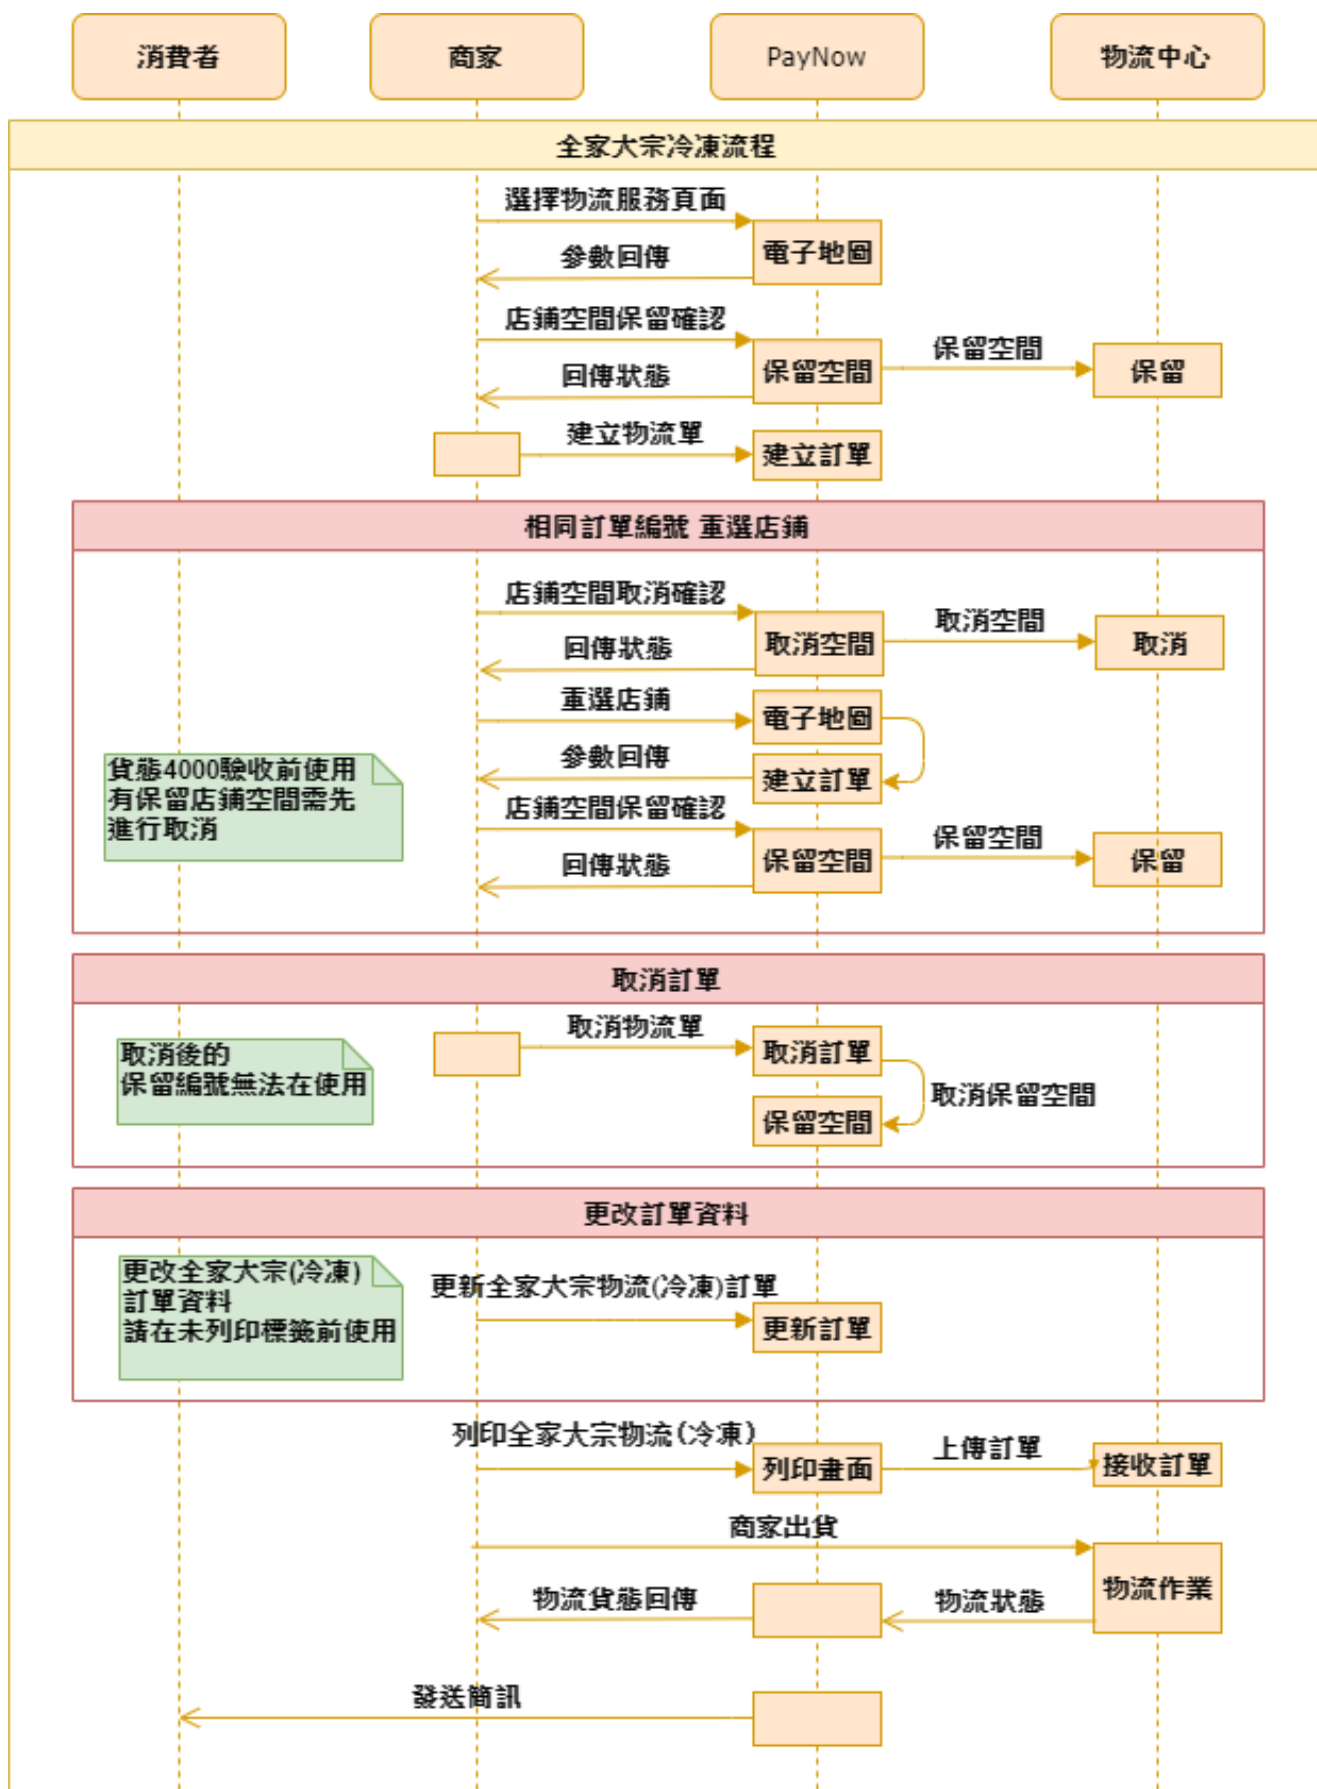 消費者
商家
PayNow
物流中心
全家大宗冷凍流程
選擇物流服務頁面
電子地圖
參數回傳
店鋪空間保留確認
保留空間
保留空間
保留
回傳狀態
建立物流單
建立訂單
相同訂單編號 重選店鋪
店鋪空間取消確認
取消空間
取消空間
取消
回傳狀態
重選店鋪
電子地圖
參數回傳
建立訂單
貨態4000驗收前使用
有保留店鋪空間需先
進行取消
店鋪空間保留確認
保留空間
保留空間
保留
回傳狀態
取消訂單
取消物流單
取消訂單
取消後的
保留編號無法在使用
取消保留空間
保留空間
更改訂單資料
更改全家大宗(冷凍)
訂單資料
請在未列印標籤前使用
更新全家大宗物流(冷凍)訂單
更新訂單
列印全家大宗物流(冷凍)
列印畫面
上傳訂單
接收訂單
商家出貨
物流作業
物流狀態
物流貨態回傳
發送簡訊